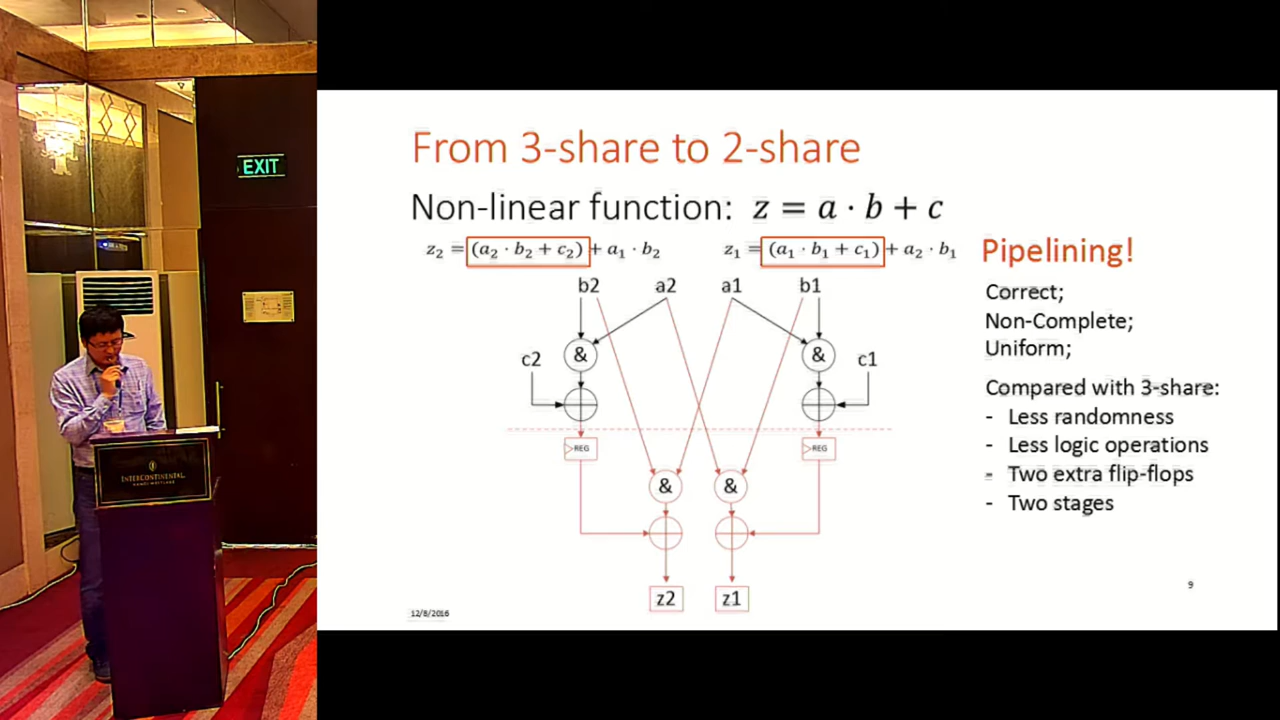 EXIT
INTERCONTINENTAL
From 3-share to 2-share
Non-linear function: z = a · b + c
z₂ = (a₂ · b₂ + c₂) + a₁ · b₂
z₁ = (a₁ · b₁ + c₁) + a₂ · b₁
Pipelining!
b2 a2 a1 b1
Correct;
Non-Complete;
Uniform;
c2 & & c1
Compared with 3-share:
- Less randomness
- Less logic operations
- Two extra flip-flops
- Two stages
REG REG
& &
z2 z1
12/8/2016
9